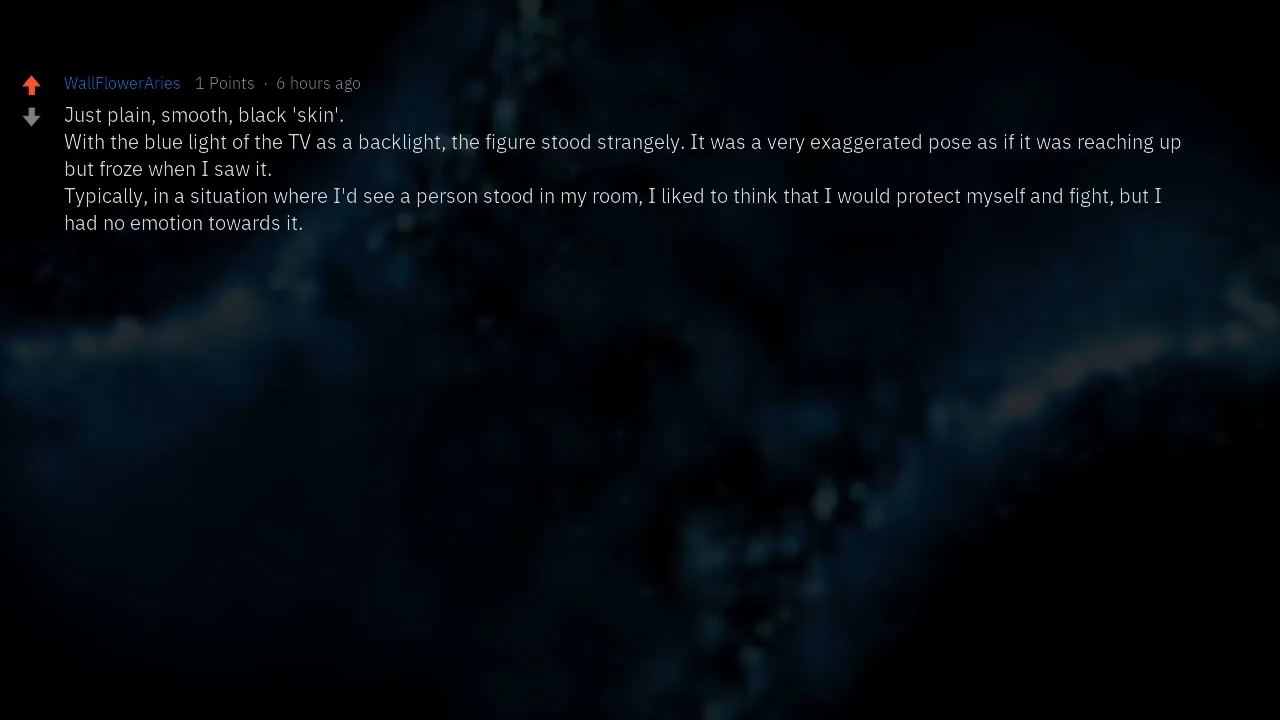 WallFlowerAries 1 Points · 6 hours ago
Just plain, smooth, black 'skin'.
With the blue light of the TV as a backlight, the figure stood strangely. It was a very exaggerated pose as if it was reaching up
but froze when I saw it.
Typically, in a situation where I'd see a person stood in my room, I liked to think that I would protect myself and fight, but I
had no emotion towards it.